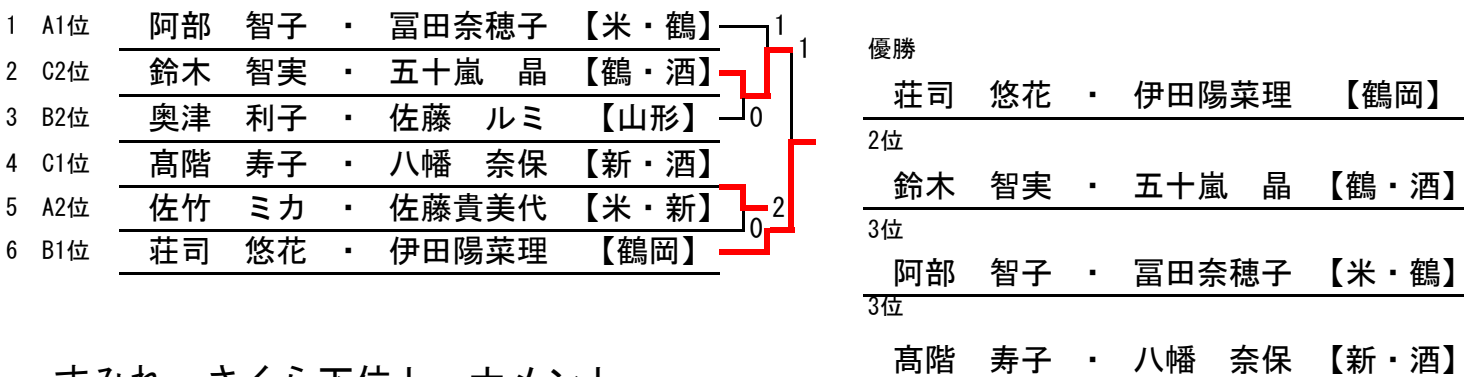 1 A1位 阿部 智子 ・ 冨田奈穂子 【米・鶴】 1
1
2 C2位 鈴木 智実 ・ 五十嵐 晶 【鶴・酒】
3 B2位 奥津 利子 ・ 佐藤 ルミ 【山形】 0
4 C1位 髙階 寿子 ・ 八幡 奈保 【新・酒】
5 A2位 佐竹 ミカ ・ 佐藤貴美代 【米・新】 2
0
6 B1位 荘司 悠花 ・ 伊田陽菜理 【鶴岡】
優勝
荘司 悠花 ・ 伊田陽菜理 【鶴岡】
2位
鈴木 智実 ・ 五十嵐 晶 【鶴・酒】
3位
阿部 智子 ・ 冨田奈穂子 【米・鶴】
3位
髙階 寿子 ・ 八幡 奈保 【新・酒】